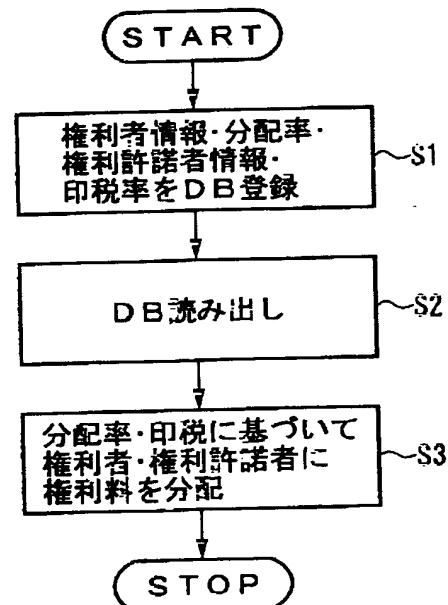 START
権利者情報・分配率・
権利許諾者情報・
印税率をDB登録
S1
DB読み出し
S2
分配率・印税に基づいて
権利者・権利許諾者に
権利料を分配
S3
STOP